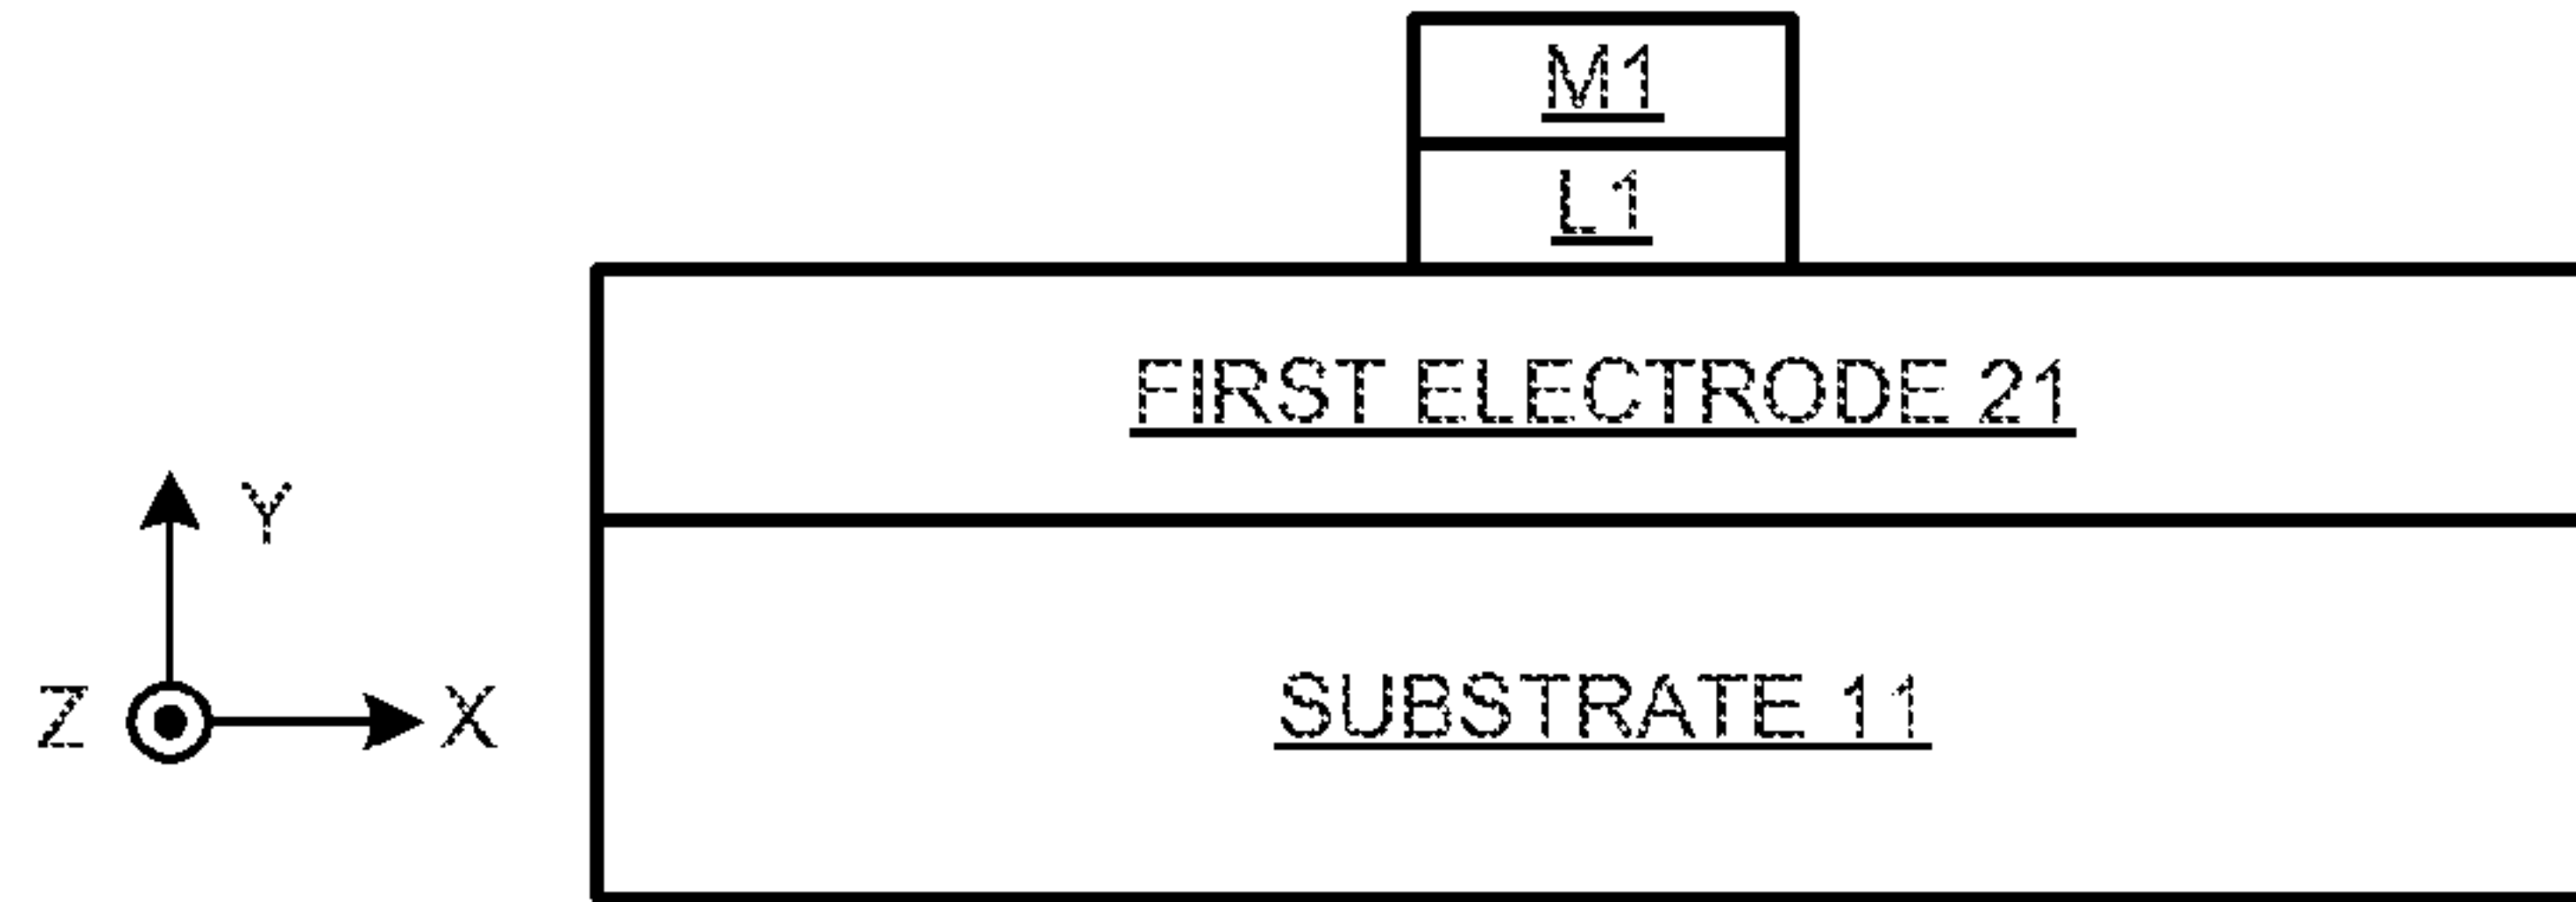 M1
L1
FIRST ELECTRODE 21
Y
Z X
SUBSTRATE 11